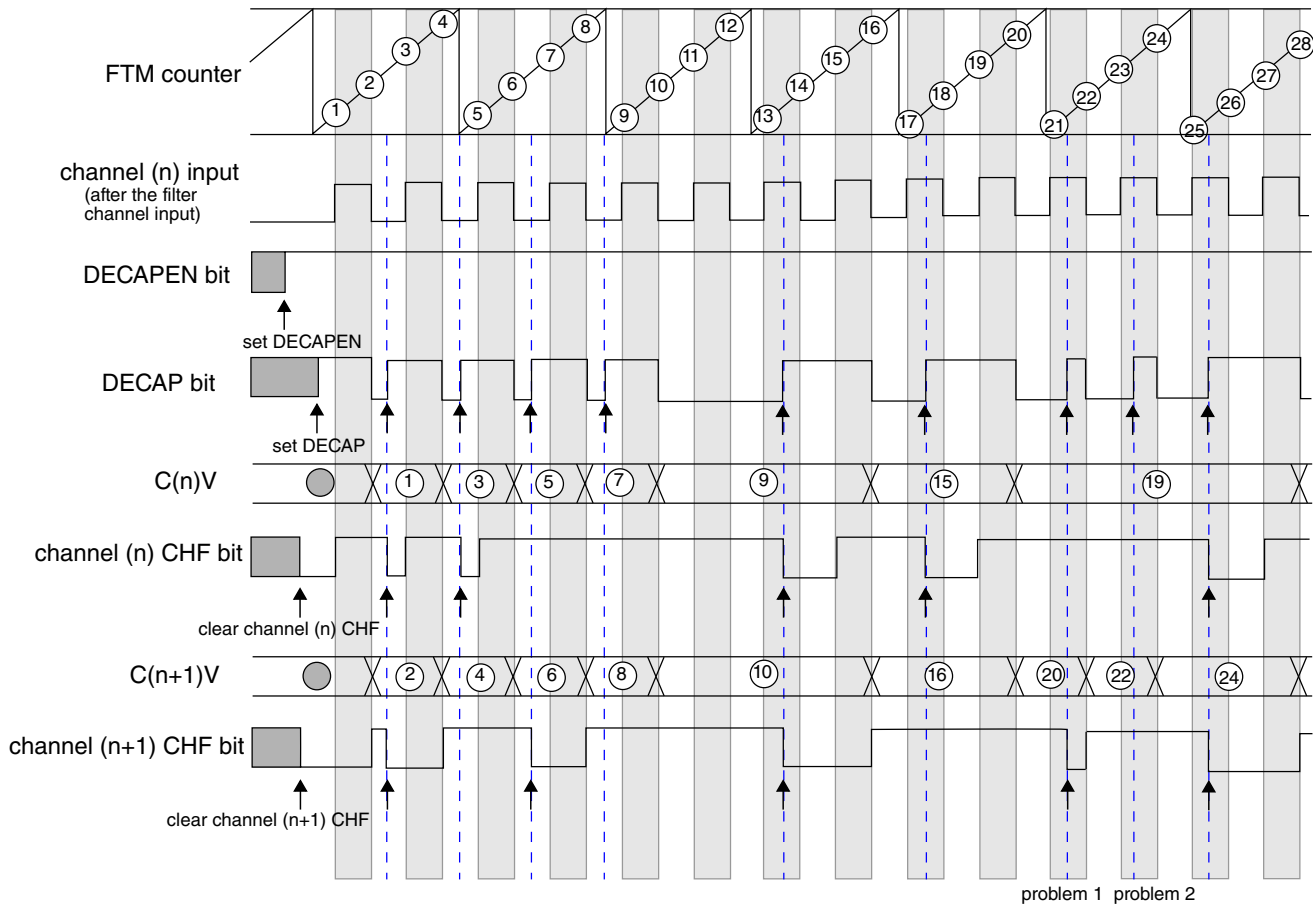 FTM counter
1
2
3
4
5
6
7
8
9
10
11
12
13
14
15
16
17
18
19
20
21
22
23
24
25
26
27
28
channel (n) input
(after the filter
channel input)
DECAPEN bit
set DECAPEN
DECAP bit
set DECAP
C(n)V
1
3
5
7
9
15
19
channel (n) CHF bit
clear channel (n) CHF
C(n+1)V
2
4
6
8
10
16
20
22
24
channel (n+1) CHF bit
clear channel (n+1) CHF
problem 1 problem 2